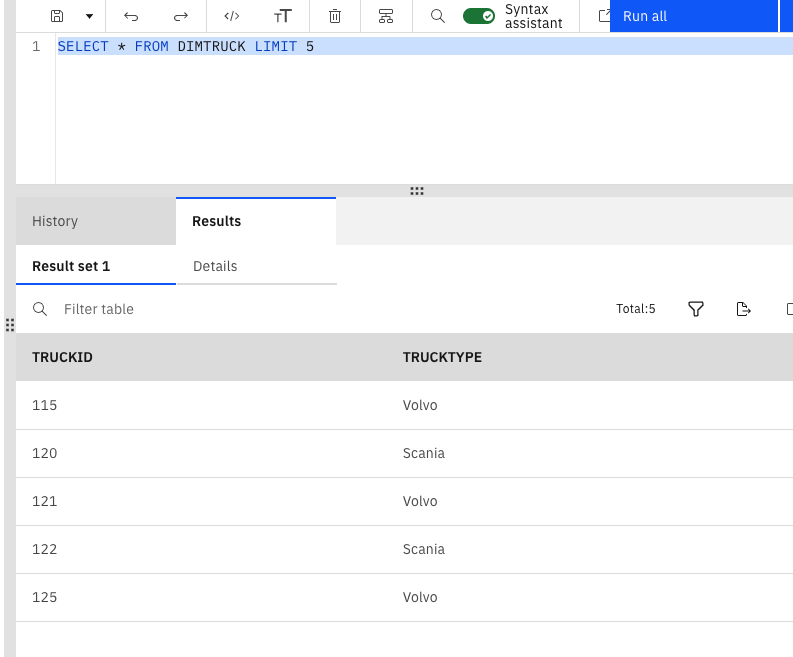 </> TT Syntax assistant Run all
1 SELECT * FROM DIMTRUCK LIMIT 5
History Results
Result set 1 Details
Filter table Total:5
TRUCKID TRUCKTYPE
115 Volvo
120 Scania
121 Volvo
122 Scania
125 Volvo